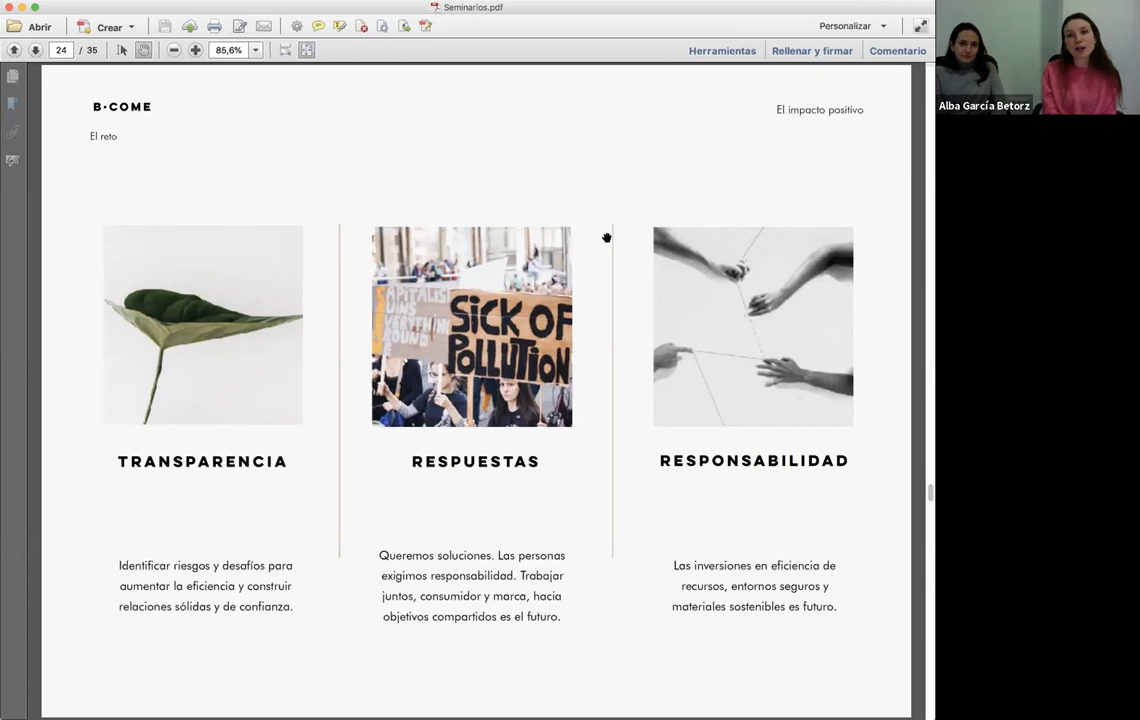 Seminarios.pdf
Abrir
Crear
Personalizar
24 / 35
85,6%
Herramientas
Rellenar y firmar
Comentario
Alba García Betorz
B·COME
El impacto positivo
El reto
SICK OF
POLLUTION
TRANSPARENCIA
RESPUESTAS
RESPONSABILIDAD
Identificar riesgos y desafíos para
aumentar la eficiencia y construir
relaciones sólidas y de confianza.
Queremos soluciones. Las personas
exigimos responsabilidad. Trabajar
juntos, consumidor y marca, hacia
objetivos compartidos es el futuro.
Las inversiones en eficiencia de
recursos, entornos seguros y
materiales sostenibles es futuro.